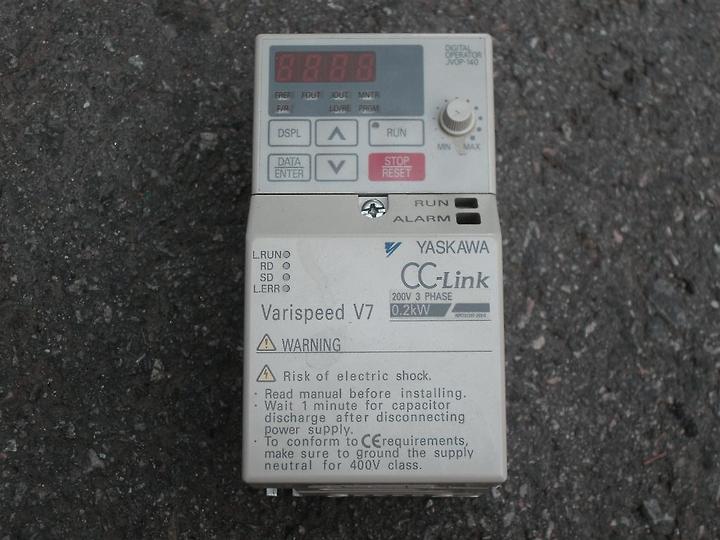 DIGITAL
OPERATOR
JVOP-140
FREF FOUT IOUT MNTR
F/R LO/RE PRGM
DSPL RUN
MIN MAX
DATA
ENTER
STOP
RESET
RUN
ALARM
YASKAWA
L.RUN
RD
SD
L.ERR
CC-Link
200V 3 PHASE
0.2kW
Varispeed V7
WARNING
Risk of electric shock.
· Read manual before installing.
· Wait 1 minute for capacitor
discharge after disconnecting
power supply.
· To conform to CE requirements,
make sure to ground the supply
neutral for 400V class.